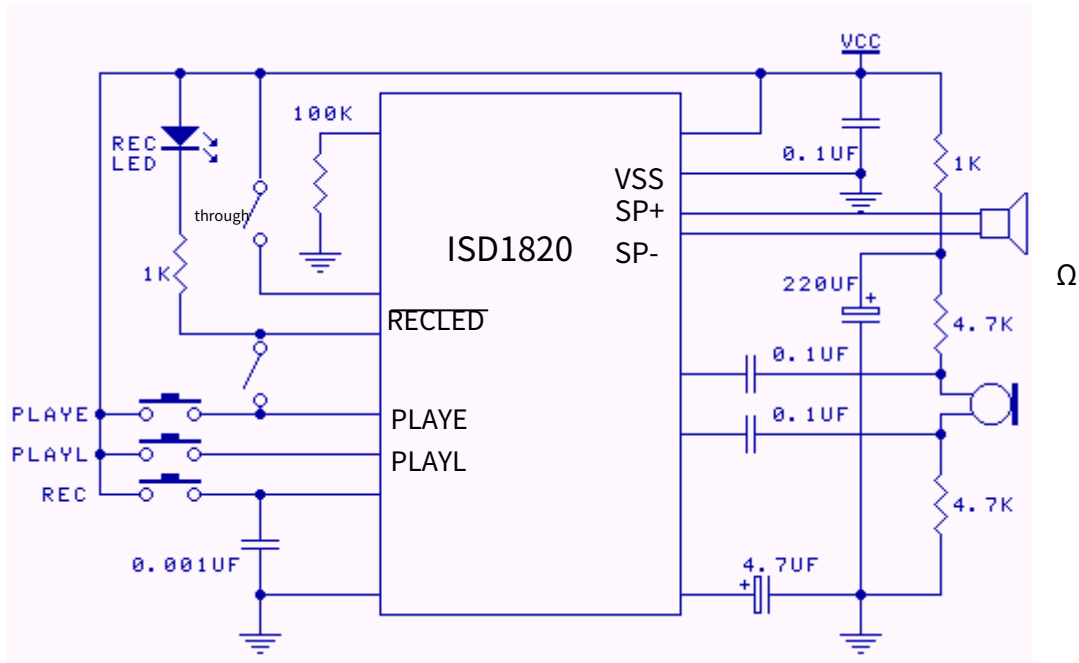 VCC
100K
REC
LED
0.1UF
1K
VSS
through
SP+
ISD1820
SP-
1K
220UF
+
Ω
RECLED
4.7K
0.1UF
PLAYE
PLAYE
0.1UF
PLAYL
PLAYL
REC
4.7K
0.001UF
4.7UF
+